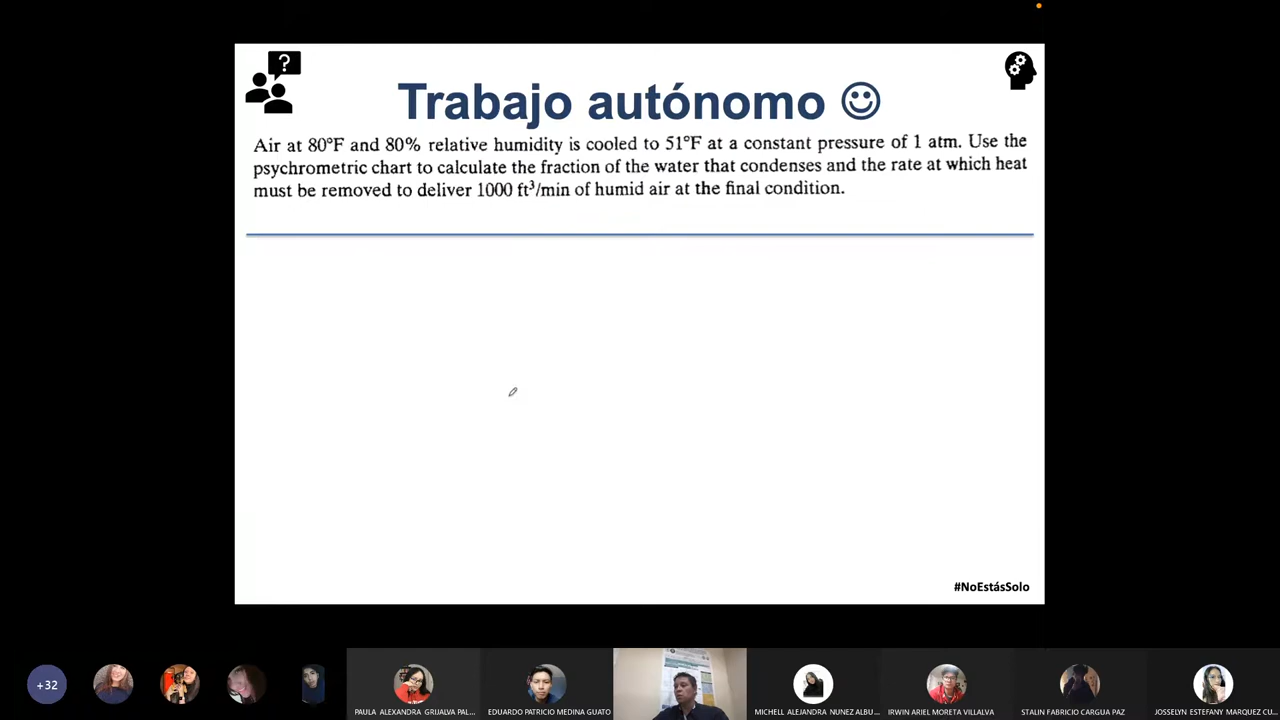 ?
Trabajo autónomo ☺
Air at 80°F and 80% relative humidity is cooled to 51°F at a constant pressure of 1 atm. Use the
psychrometric chart to calculate the fraction of the water that condenses and the rate at which heat
must be removed to deliver 1000 ft³/min of humid air at the final condition.
#NoEstásSolo
+32
PAULA ALEXANDRA GRIJALVA PAL...
EDUARDO PATRICIO MEDINA GUATO
MICHELL ALEJANDRA NUNEZ ALBU...
IRWIN ARIEL MORETA VILLALVA
STALIN FABRICIO CARGUA PAZ
JOSSELYN ESTEFANY MARQUEZ CU...